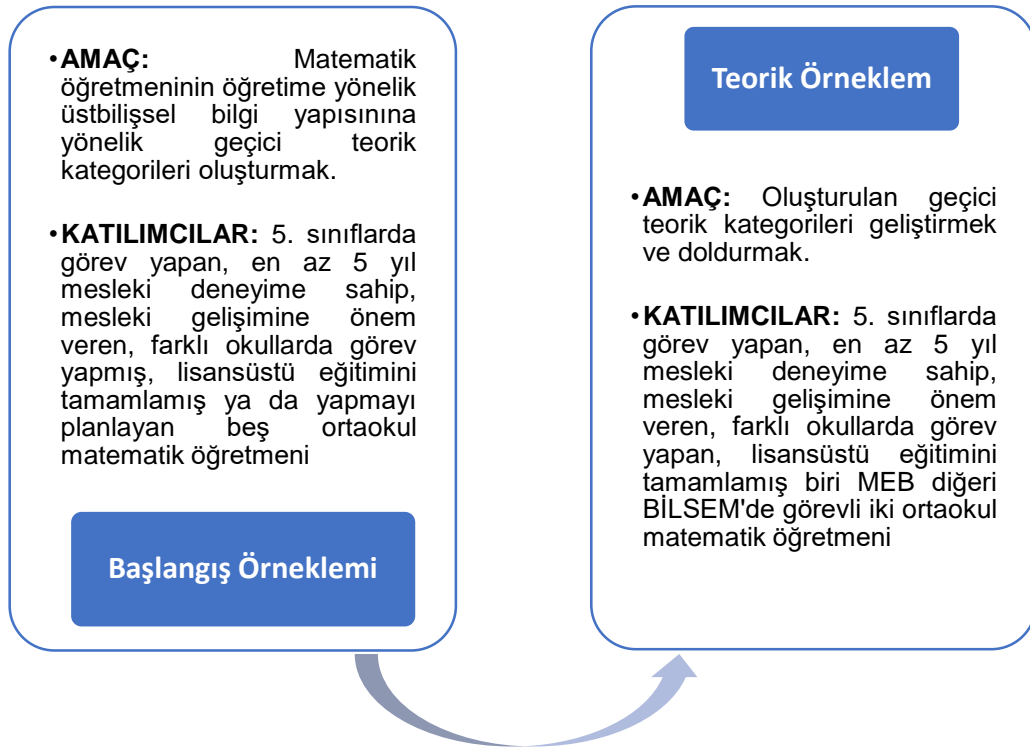 •AMAÇ: Matematik
öğretmeninin öğretime yönelik
üstbilişsel bilgi yapısınına
yönelik geçici teorik
kategorileri oluşturmak.
•KATILIMCILAR: 5. sınıflarda
görev yapan, en az 5 yıl
mesleki deneyime sahip,
mesleki gelişimine önem
veren, farklı okullarda görev
yapmış, lisansüstü eğitimini
tamamlamış ya da yapmayı
planlayan beş ortaokul
matematik öğretmeni
Başlangış Örneklemi
Teorik Örneklem
•AMAÇ: Oluşturulan geçici
teorik kategorileri geliştirmek
ve doldurmak.
•KATILIMCILAR: 5. sınıflarda
görev yapan, en az 5 yıl
mesleki deneyime sahip,
mesleki gelişimine önem
veren, farklı okullarda görev
yapan, lisansüstü eğitimini
tamamlamış biri MEB diğeri
BİLSEM'de görevli iki ortaokul
matematik öğretmeni